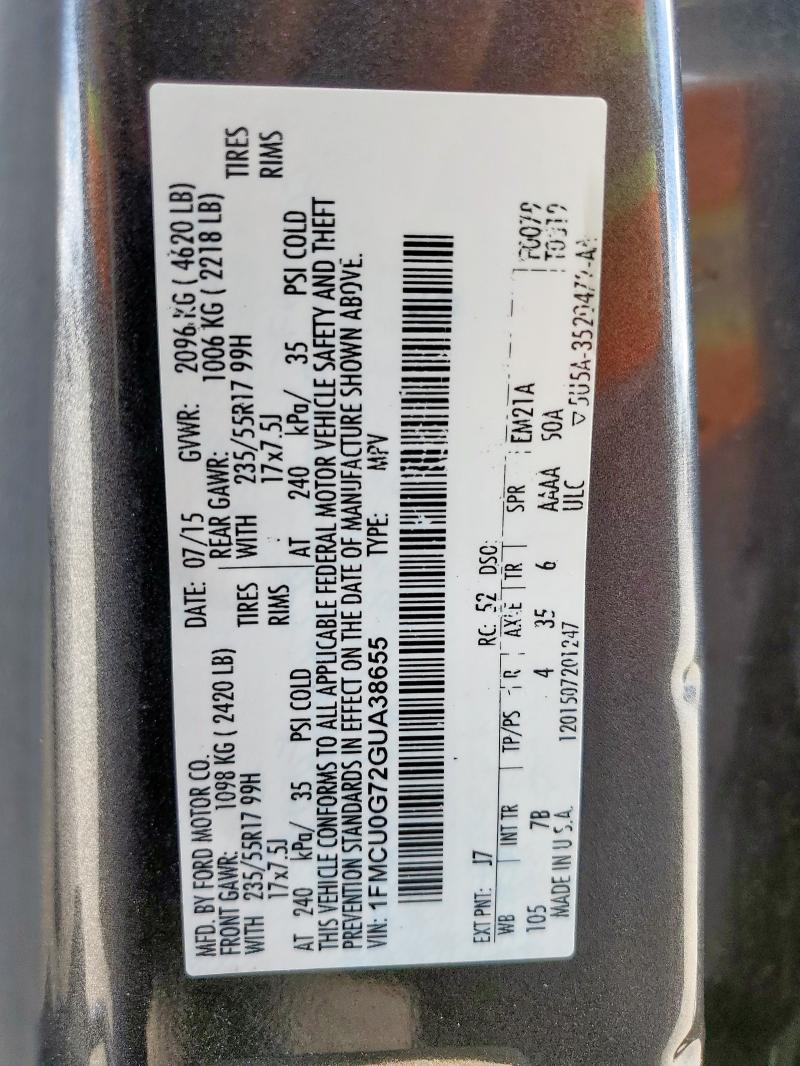 MFD. BY FORD MOTOR CO. DATE: 07/15 GVWR: 2096 KG ( 4620 LB)
FRONT GAWR: 1098 KG ( 2420 LB) REAR GAWR: 1006 KG ( 2218 LB)
WITH 235/55R17 99H TIRES WITH 235/55R17 99H TIRES
17x7.5J RIMS 17x7.5J RIMS
AT 240 kPa/ 35 PSI COLD AT 240 kPa/ 35 PSI COLD
THIS VEHICLE CONFORMS TO ALL APPLICABLE FEDERAL MOTOR VEHICLE SAFETY AND THEFT
PREVENTION STANDARDS IN EFFECT ON THE DATE OF MANUFACTURE SHOWN ABOVE.
VIN: 1FMCU0G72GUA38655 TYPE: MPV
EXT PNT: J7 RC: 52 DSO:
WB INT TR TP/PS R AXLE TR SPR EM21A
105 7B 4 35 6 AAAA 50A
MADE IN U.S.A. ULC
1201507201247